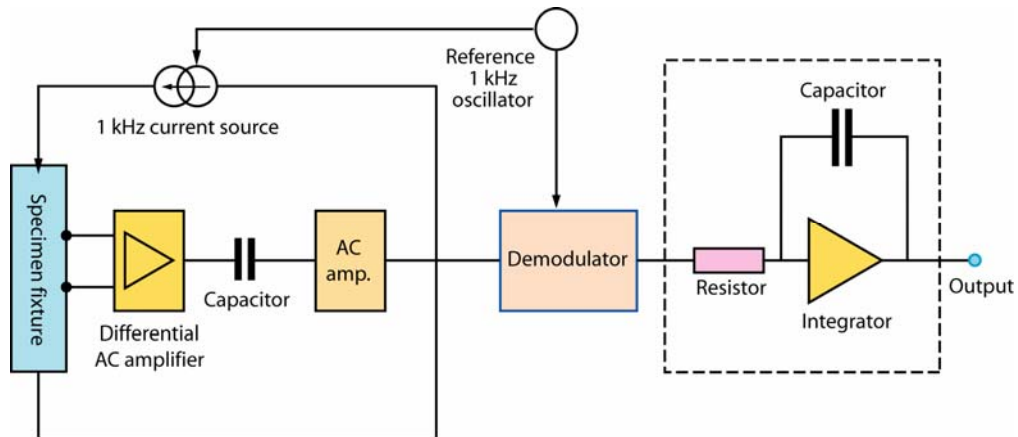 Reference
1 kHz
oscillator
1 kHz current source
Capacitor
Specimen fixture
AC
amp.
Demodulator
Capacitor
Resistor
Integrator
Output
Differential
AC amplifier